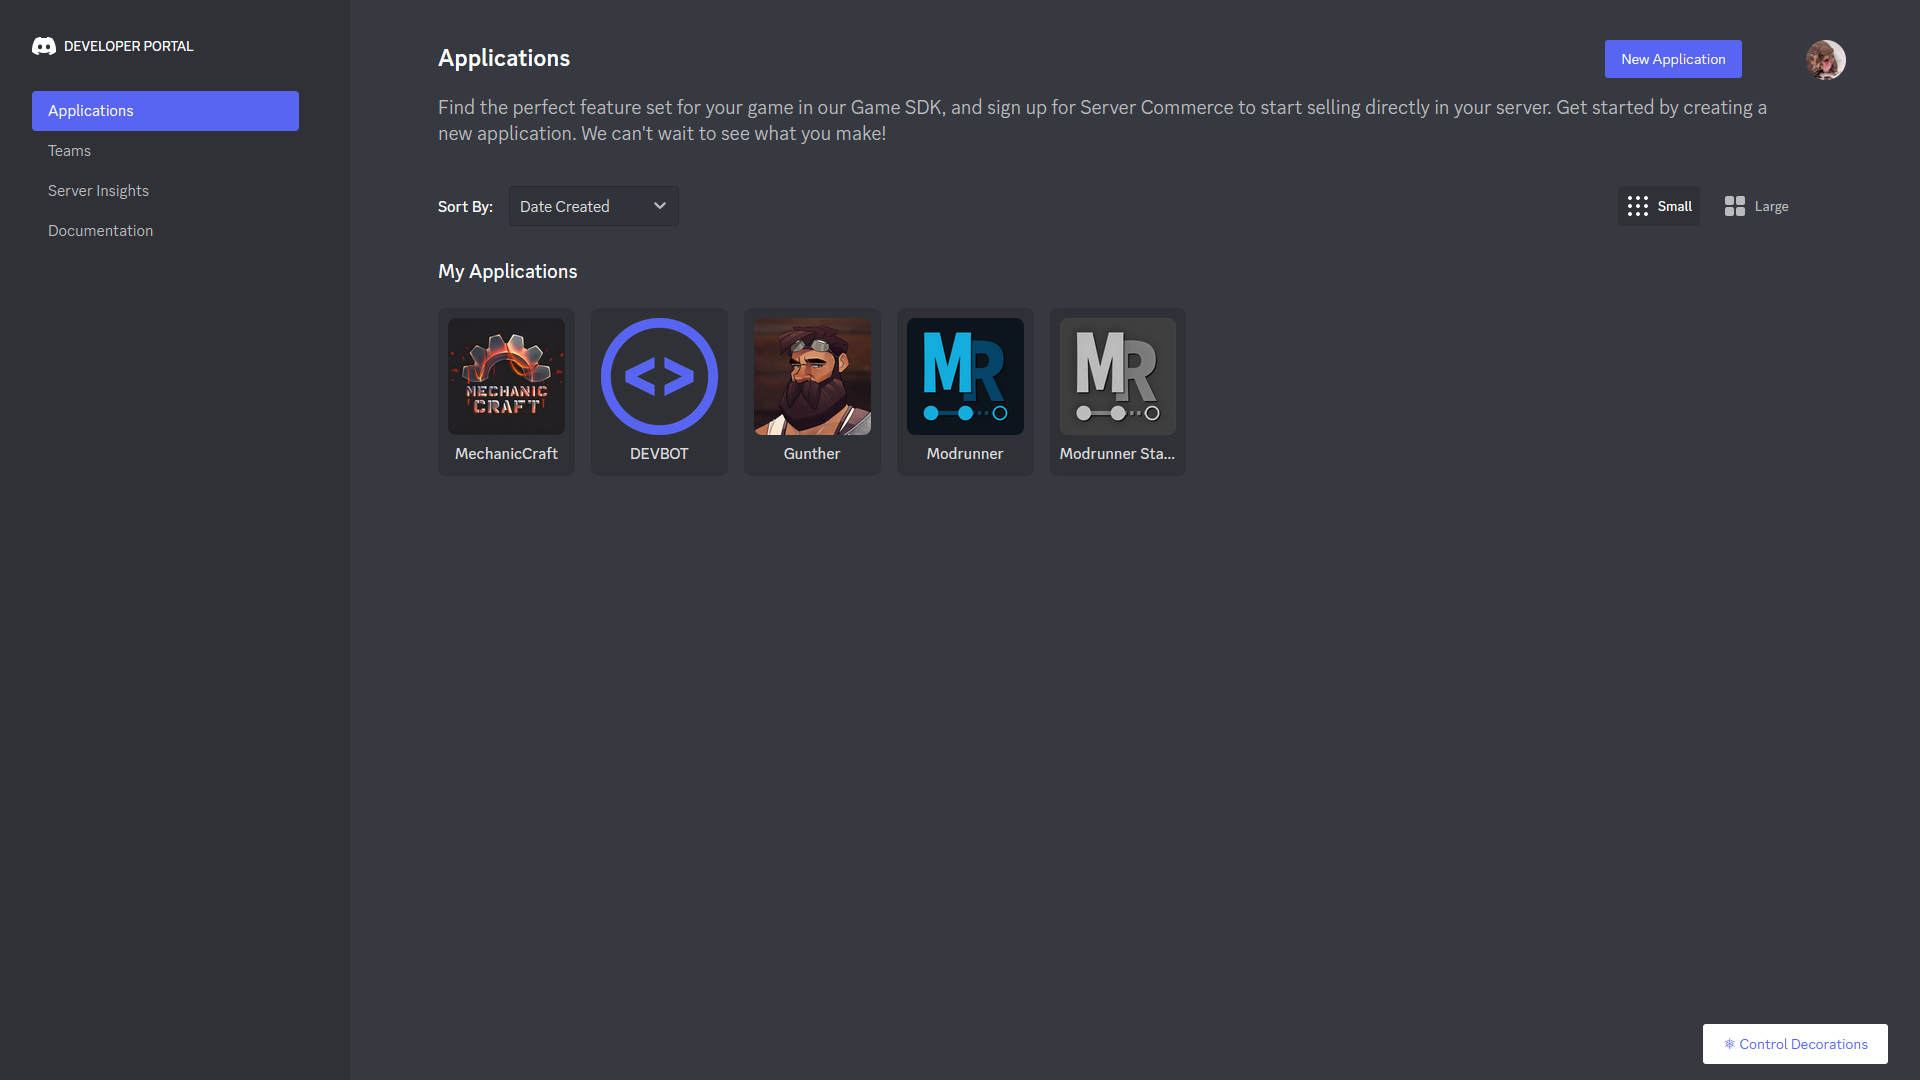 DEVELOPER PORTAL
Applications
Teams
Server Insights
Documentation
Applications
New Application
Find the perfect feature set for your game in our Game SDK, and sign up for Server Commerce to start selling directly in your server. Get started by creating a
new application. We can't wait to see what you make!
Sort By:
Date Created
Small
Large
My Applications
MECHANIC
CRAFT
MechanicCraft
<>
DEVBOT
Gunther
MR
Modrunner
MR
Modrunner Sta...
Control Decorations